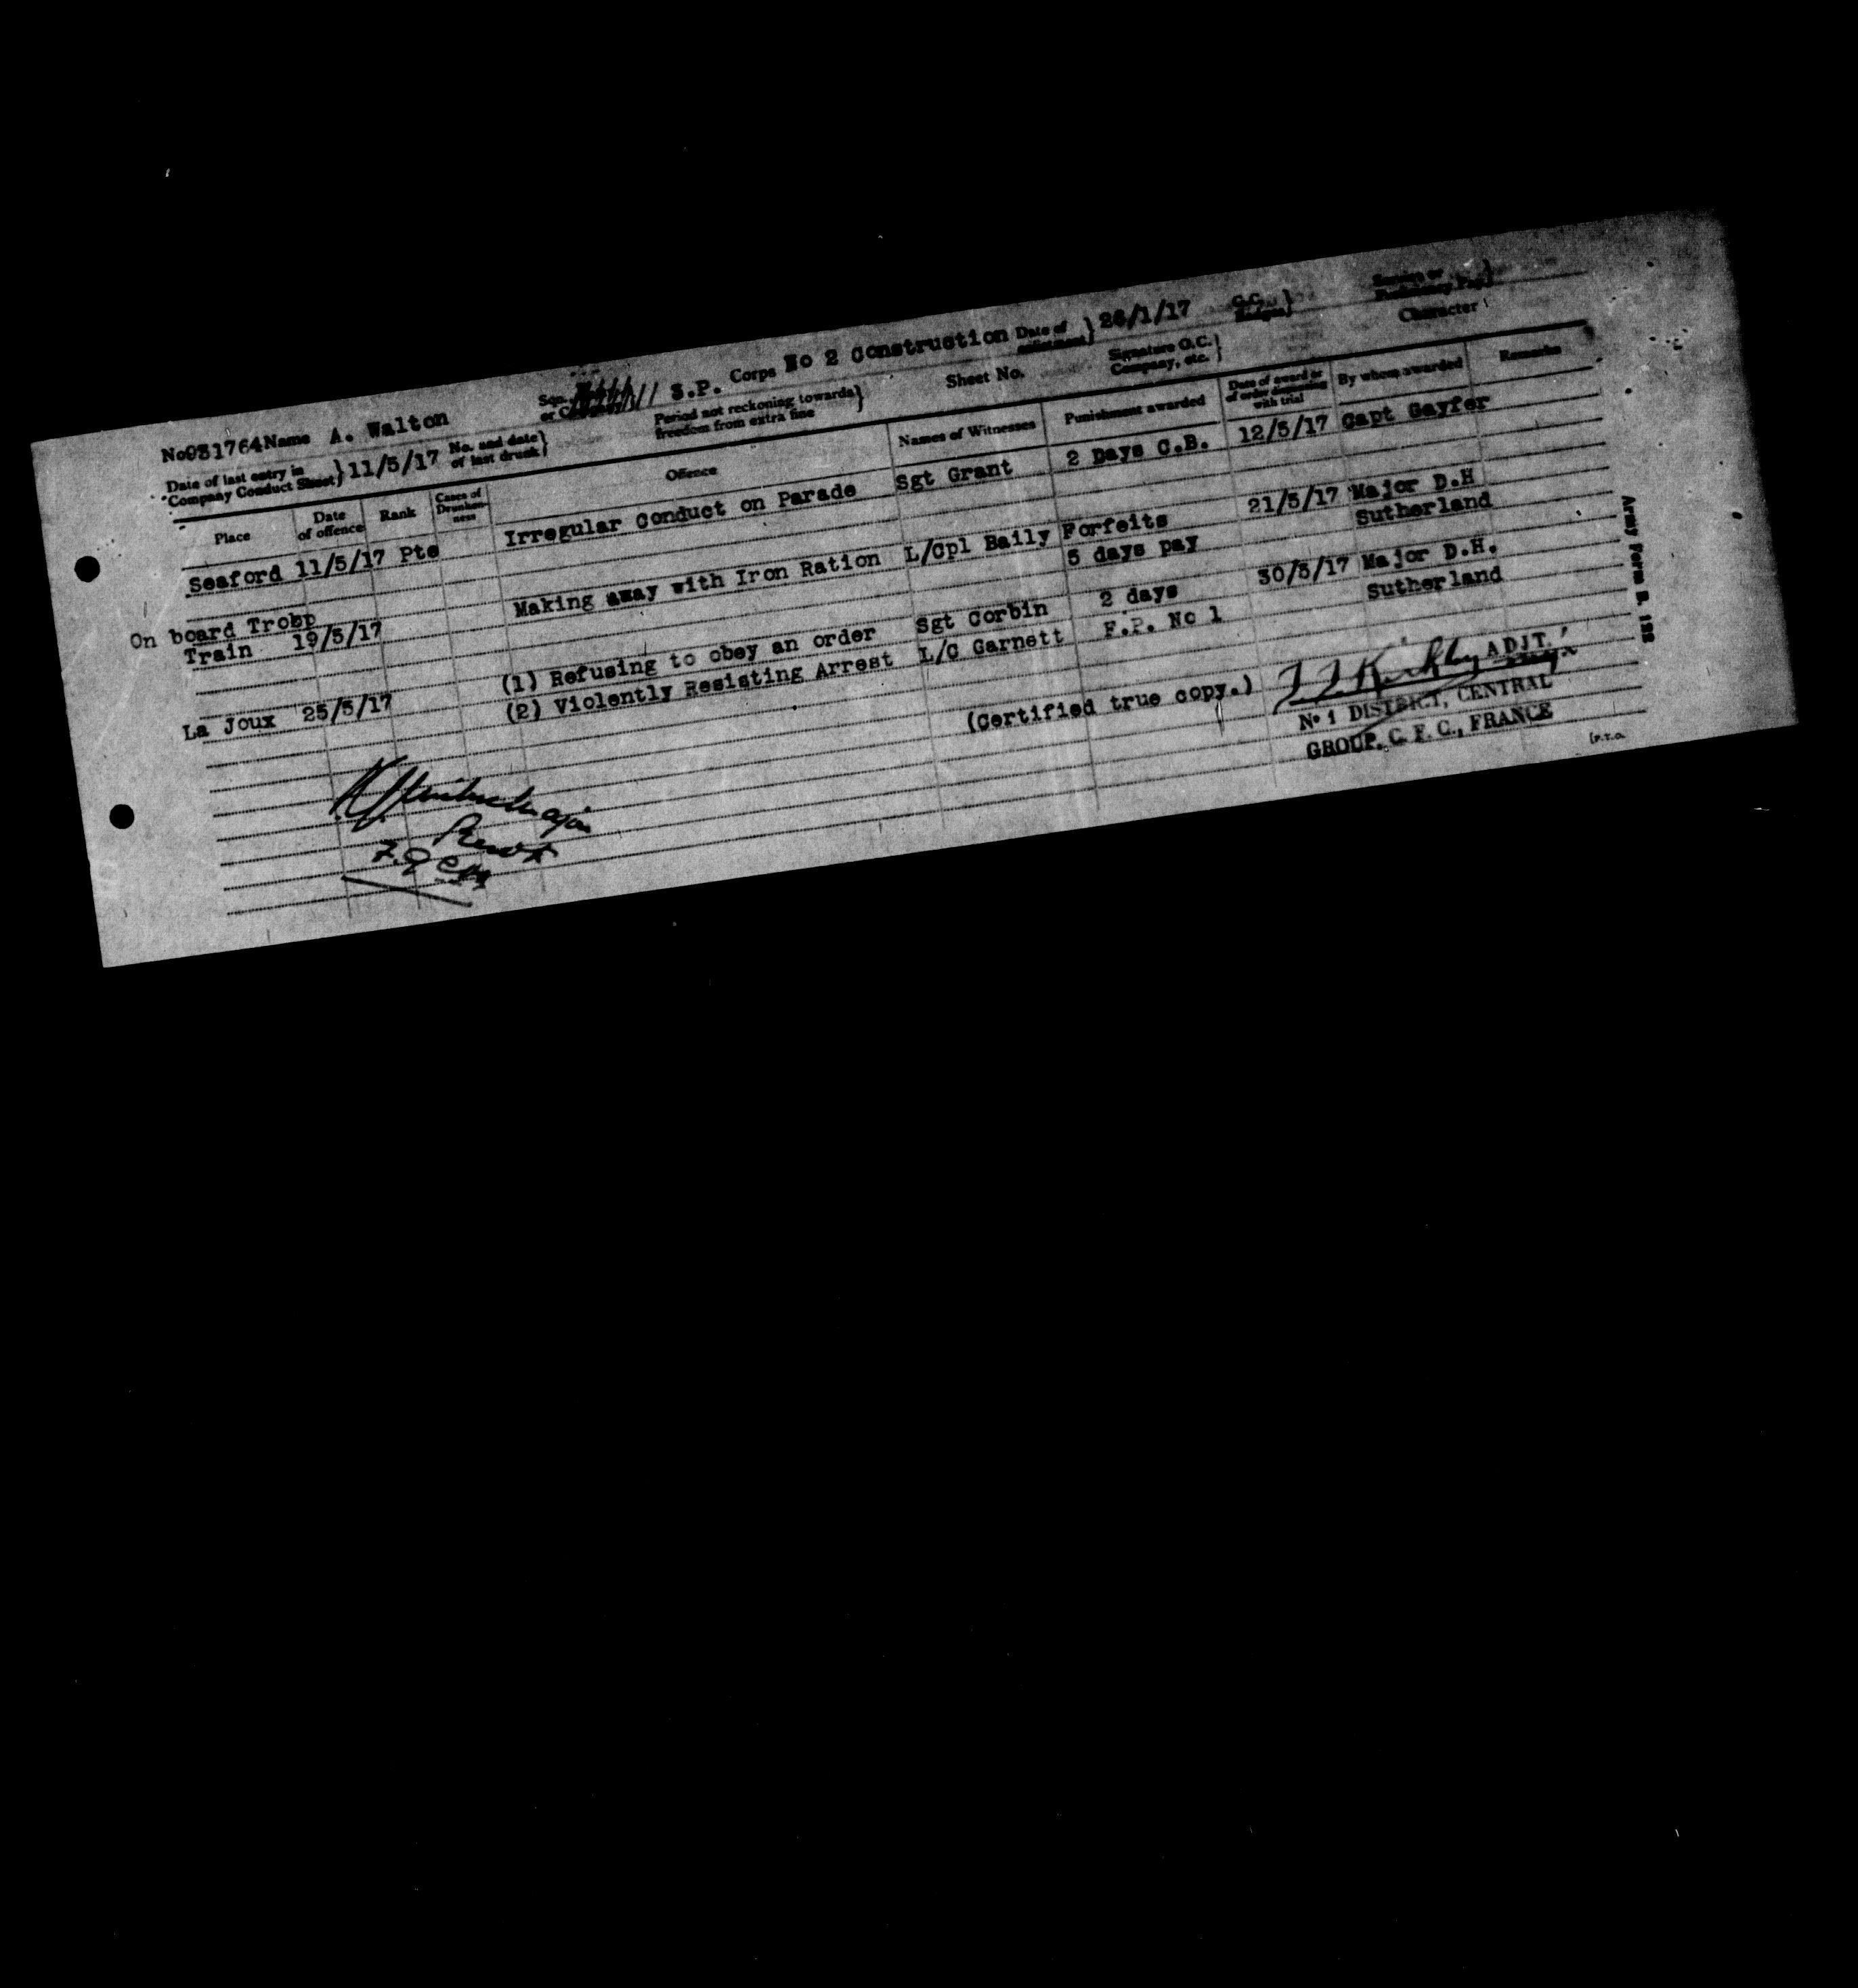 No 931764 Name A. Walton Sqn. or S.P. Corps No 2 Construction Date of enlistment } 26/1/17 G.C. Badges } Service or Proficiency Pay }
Date of last entry in Company Conduct Sheet } 11/5/17 No. and date of last drunk } Period not reckoning towards freedom from extra fine } Sheet No. Signature O.C. Company, etc. } Character
Place Date of offence Rank Cases of Drunkenness Offence Names of Witnesses Punishment awarded Date of award or of order dispensing with trial By whom awarded Remarks
Seaford 11/5/17 Pte Irregular Conduct on Parade Sgt Grant 2 Days C.B. 12/5/17 Capt Gayfer
On board Troop
Train 19/5/17 Making away with Iron Ration L/Cpl Baily Forfeits 21/5/17 Major D.H
5 days pay Sutherland
(1) Refusing to obey an order Sgt Corbin 2 days 30/5/17 Major D.H.
La Joux 25/5/17 (2) Violently Resisting Arrest L/C Garnett F.P. No 1 Sutherland
(Certified true copy.)
ADJT.
No 1 DISTRICT, CENTRAL
GROUP, C. F. C., FRANCE
(P.T.O.
Army Form B. 122